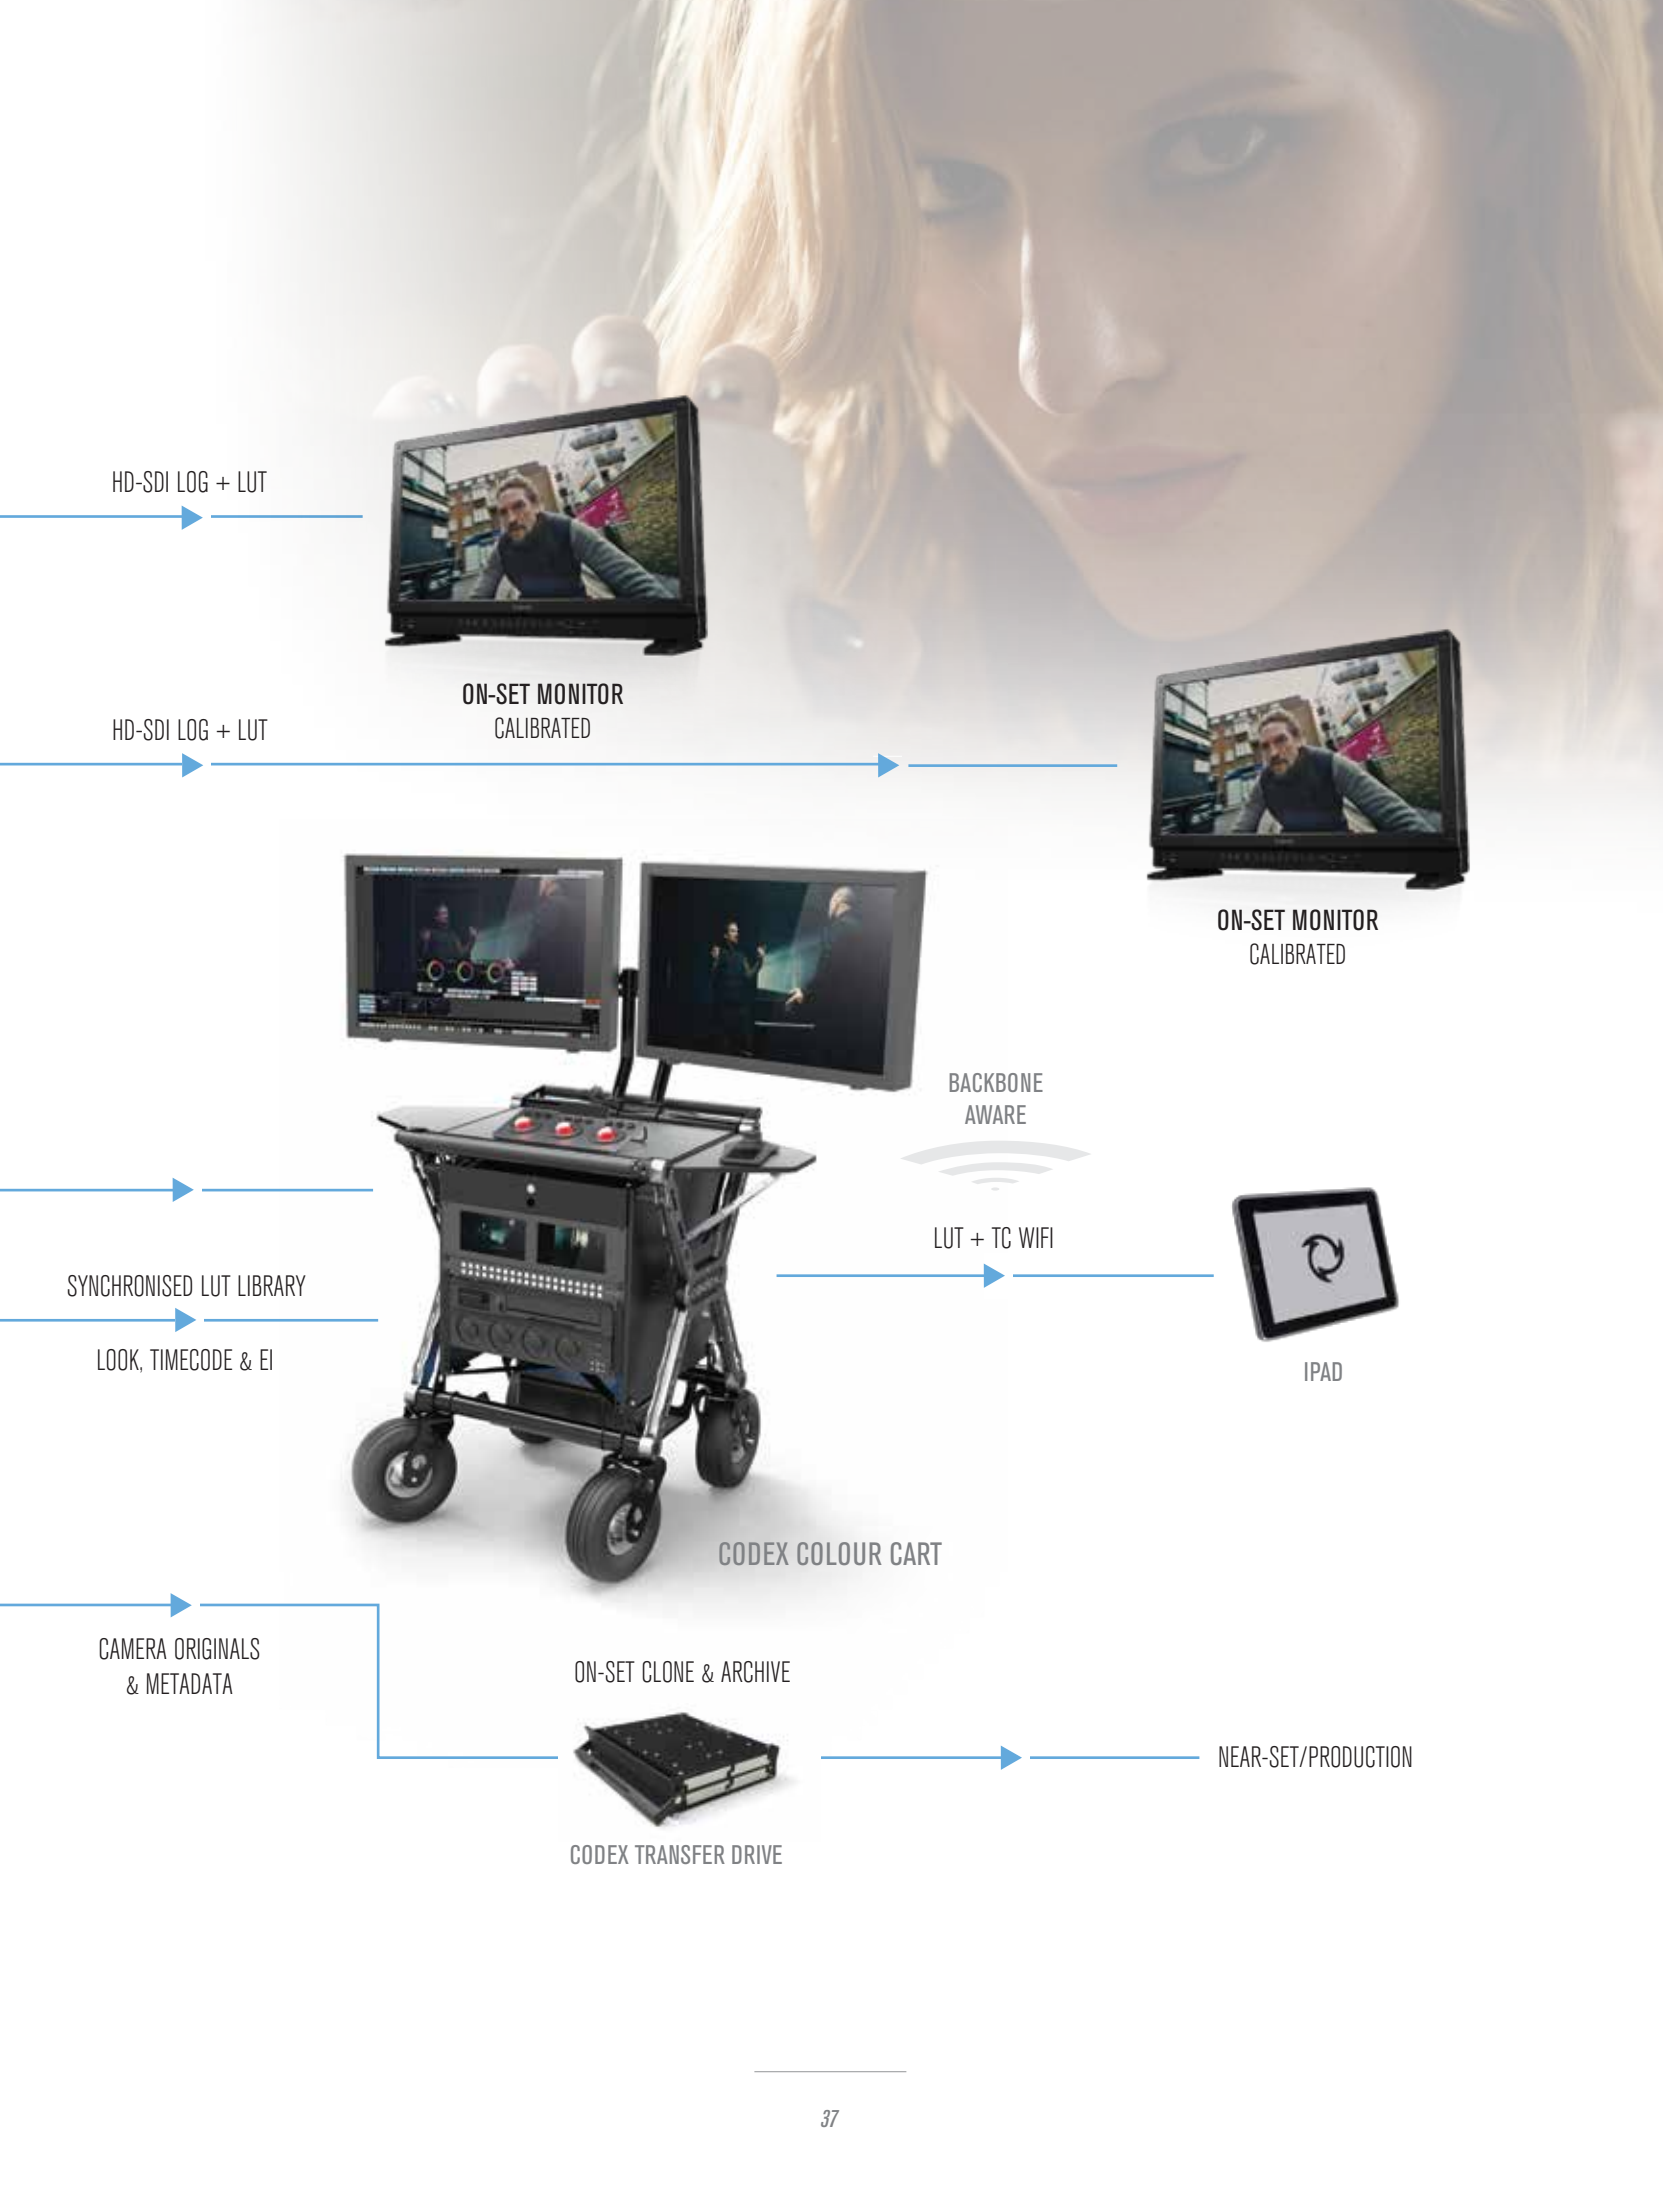 HD-SDI LOG + LUT
ON-SET MONITOR
CALIBRATED
HD-SDI LOG + LUT
ON-SET MONITOR
CALIBRATED
BACKBONE
AWARE
LUT + TC WIFI
SYNCHRONISED LUT LIBRARY
LOOK, TIMECODE & EI
IPAD
CODEX COLOUR CART
CAMERA ORIGINALS
& METADATA
ON-SET CLONE & ARCHIVE
NEAR-SET/PRODUCTION
CODEX TRANSFER DRIVE
37